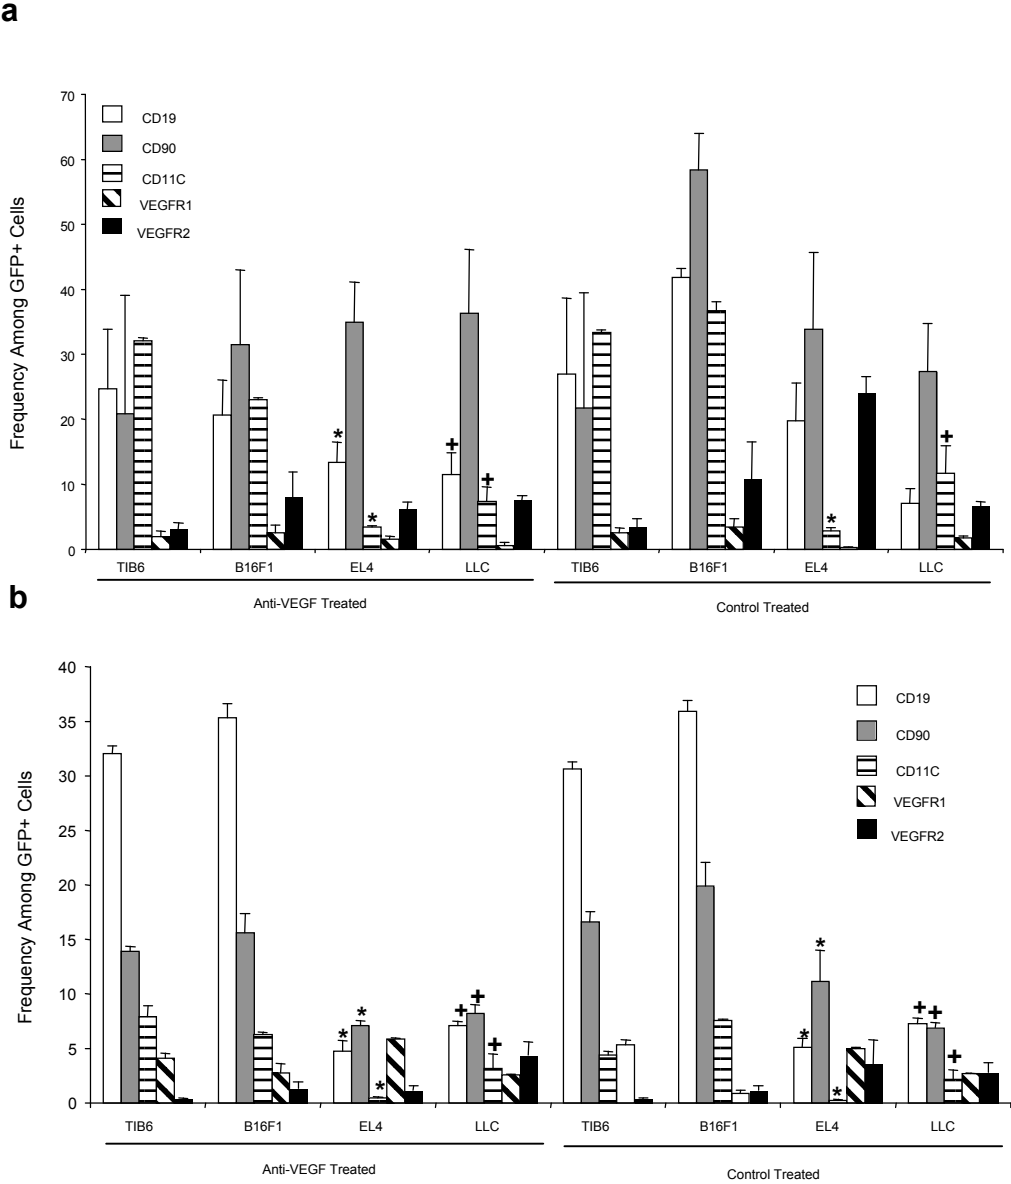 a
Frequency Among GFP+ Cells
70
60
50
40
30
20
10
0
CD19
CD90
CD11C
VEGFR1
VEGFR2
*
*
+
+
*
+
TIB6 B16F1 EL4 LLC TIB6 B16F1 EL4 LLC
Anti-VEGF Treated Control Treated
b
Frequency Among GFP+ Cells
40
35
30
25
20
15
10
5
0
CD19
CD90
CD11C
VEGFR1
VEGFR2
*
*
*
+
+
+
*
*
*
+
+
+
TIB6 B16F1 EL4 LLC TIB6 B16F1 EL4 LLC
Anti-VEGF Treated Control Treated